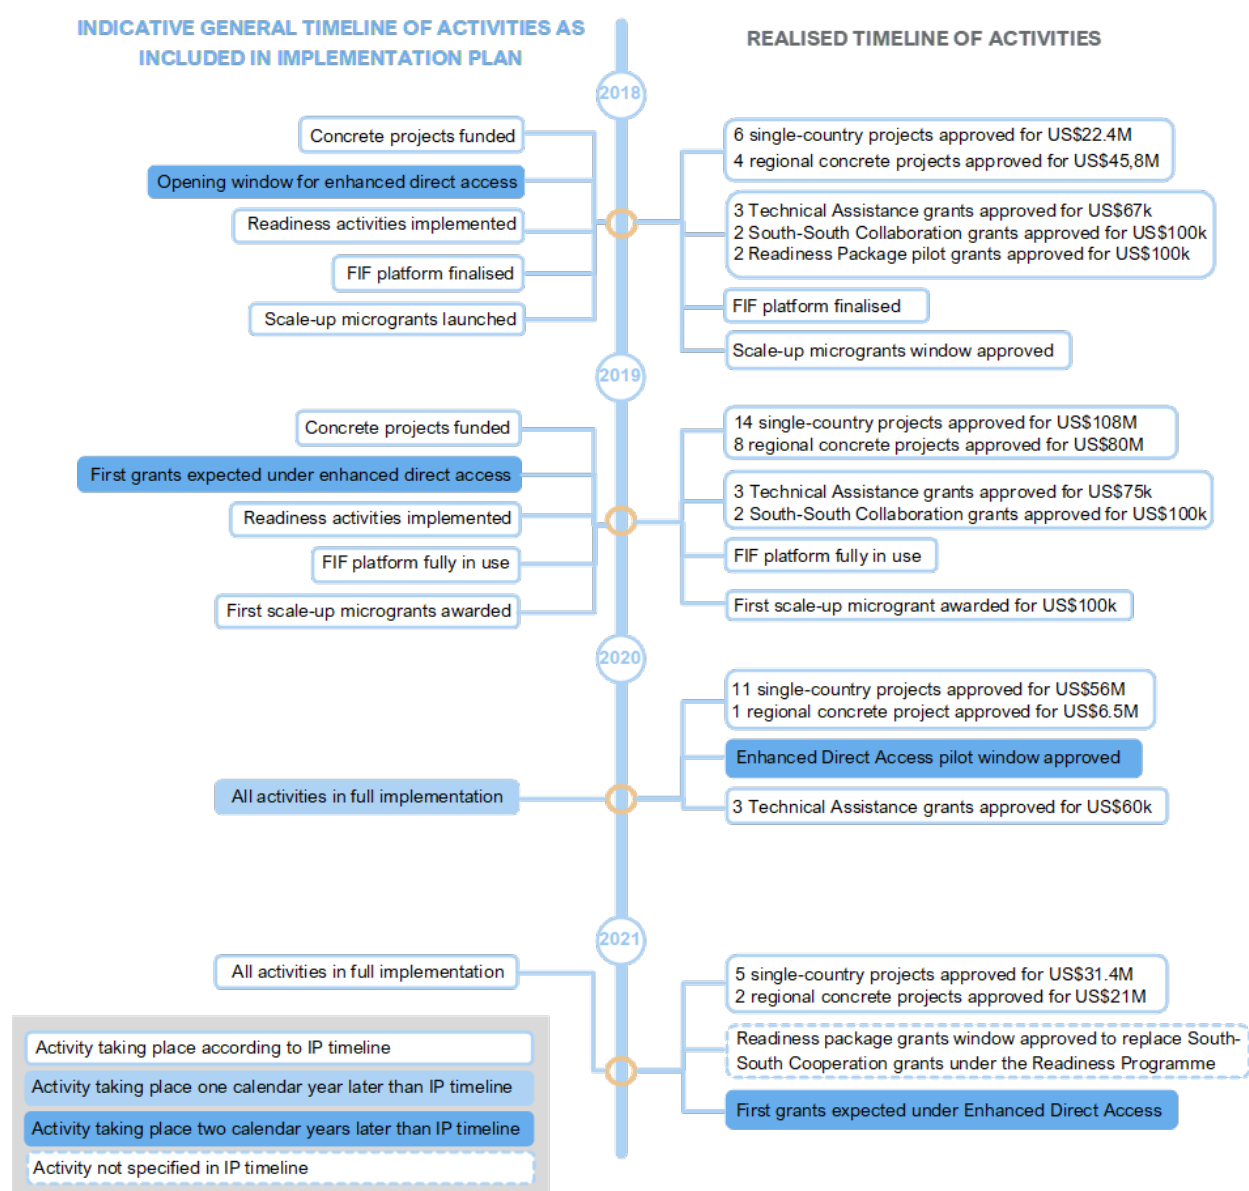 INDICATIVE GENERAL TIMELINE OF ACTIVITIES AS
INCLUDED IN IMPLEMENTATION PLAN
REALISED TIMELINE OF ACTIVITIES
2018
Concrete projects funded
Opening window for enhanced direct access
Readiness activities implemented
FIF platform finalised
Scale-up microgrants launched
6 single-country projects approved for US$22.4M
4 regional concrete projects approved for US$45,8M
3 Technical Assistance grants approved for US$67k
2 South-South Collaboration grants approved for US$100k
2 Readiness Package pilot grants approved for US$100k
FIF platform finalised
Scale-up microgrants window approved
2019
Concrete projects funded
First grants expected under enhanced direct access
Readiness activities implemented
FIF platform fully in use
First scale-up microgrants awarded
14 single-country projects approved for US$108M
8 regional concrete projects approved for US$80M
3 Technical Assistance grants approved for US$75k
2 South-South Collaboration grants approved for US$100k
FIF platform fully in use
First scale-up microgrant awarded for US$100k
2020
All activities in full implementation
11 single-country projects approved for US$56M
1 regional concrete project approved for US$6.5M
Enhanced Direct Access pilot window approved
3 Technical Assistance grants approved for US$60k
2021
All activities in full implementation
5 single-country projects approved for US$31.4M
2 regional concrete projects approved for US$21M
Readiness package grants window approved to replace South-
South Cooperation grants under the Readiness Programme
First grants expected under Enhanced Direct Access
Activity taking place according to IP timeline
Activity taking place one calendar year later than IP timeline
Activity taking place two calendar years later than IP timeline
Activity not specified in IP timeline